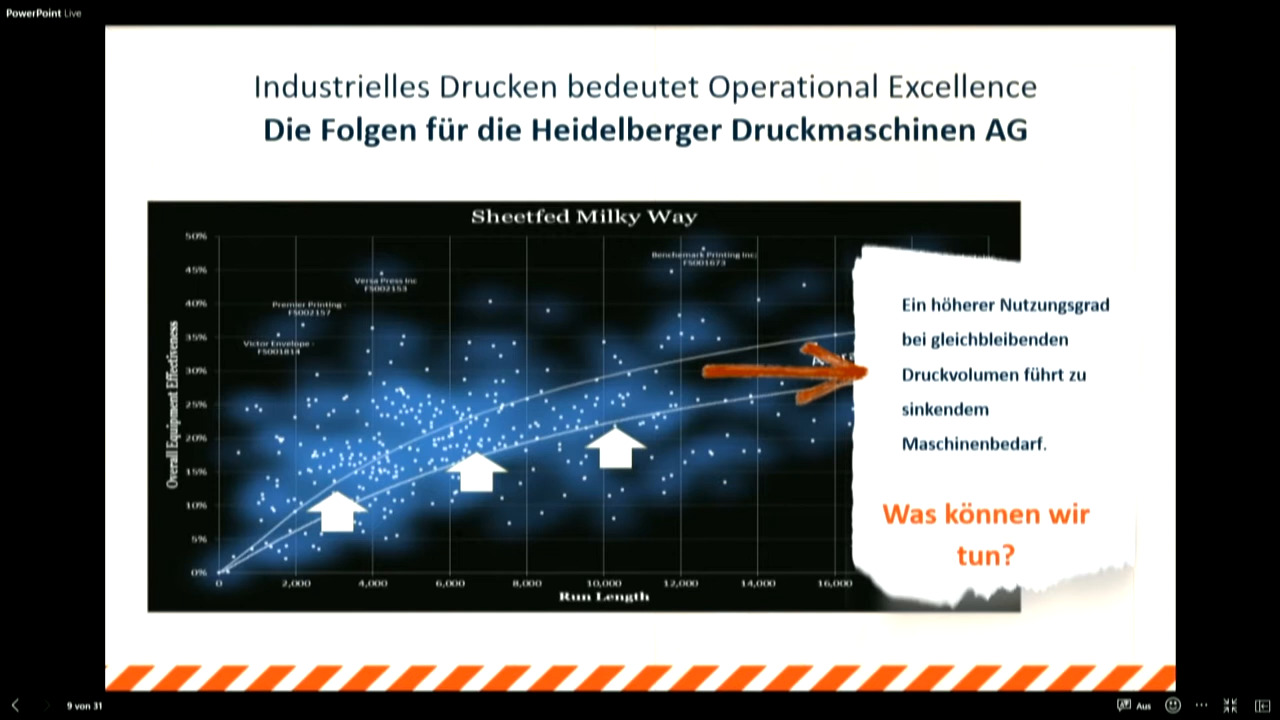 PowerPoint Live
Industrielles Drucken bedeutet Operational Excellence
Die Folgen für die Heidelberger Druckmaschinen AG
Sheetfed Milky Way
50%
45%
40%
35%
30%
25%
20%
15%
10%
5%
0%
Overall Equipment Effectiveness
Benchemark Printing Inc.
FS001673
Versa Press Inc
FS002153
Premier Printing -
FS002157
Victor Envelope -
FS001814
0
2,000
4,000
6,000
8,000
10,000
12,000
14,000
16,000
Run Length
Ein höherer Nutzungsgrad
bei gleichbleibenden
Druckvolumen führt zu
sinkendem
Maschinenbedarf.
Was können wir
tun?
9 von 31
Aus